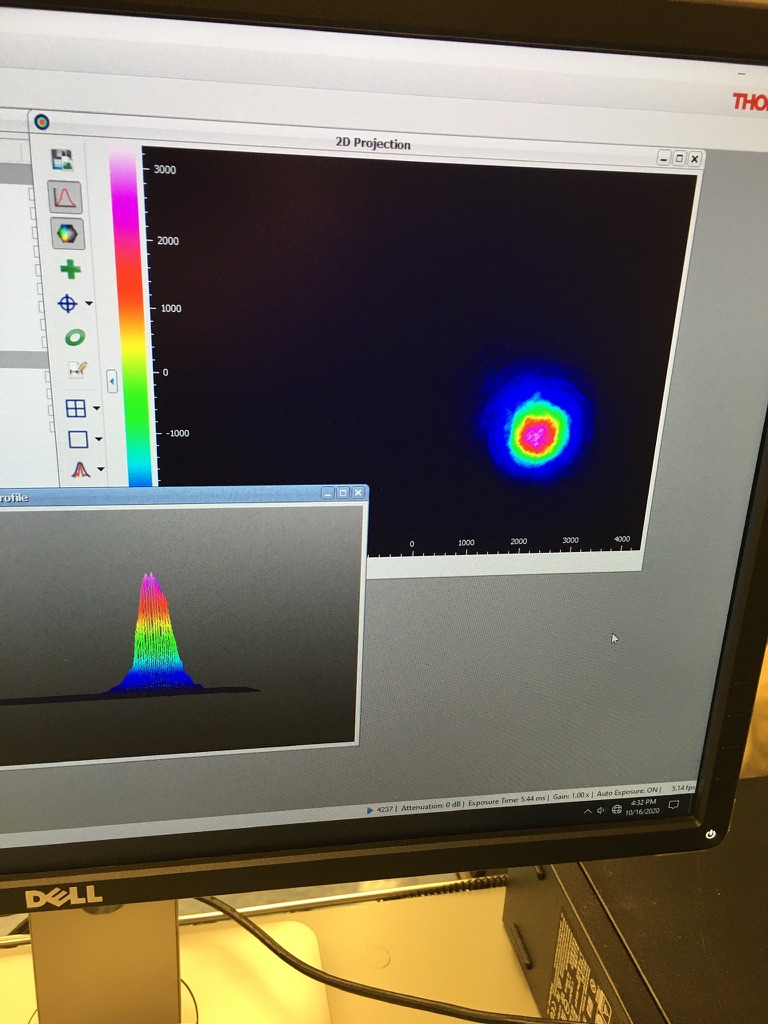 THO
2D Projection
3000
2000
1000
0
-1000
rofile
0 1000 2000 3000 4000
4237 | Attenuation: 0 dB | Exposure Time: 5.44 ms | Gain: 1.00 x | Auto Exposure: ON | 5.14 fps
4:32 PM
10/16/2020
DELL